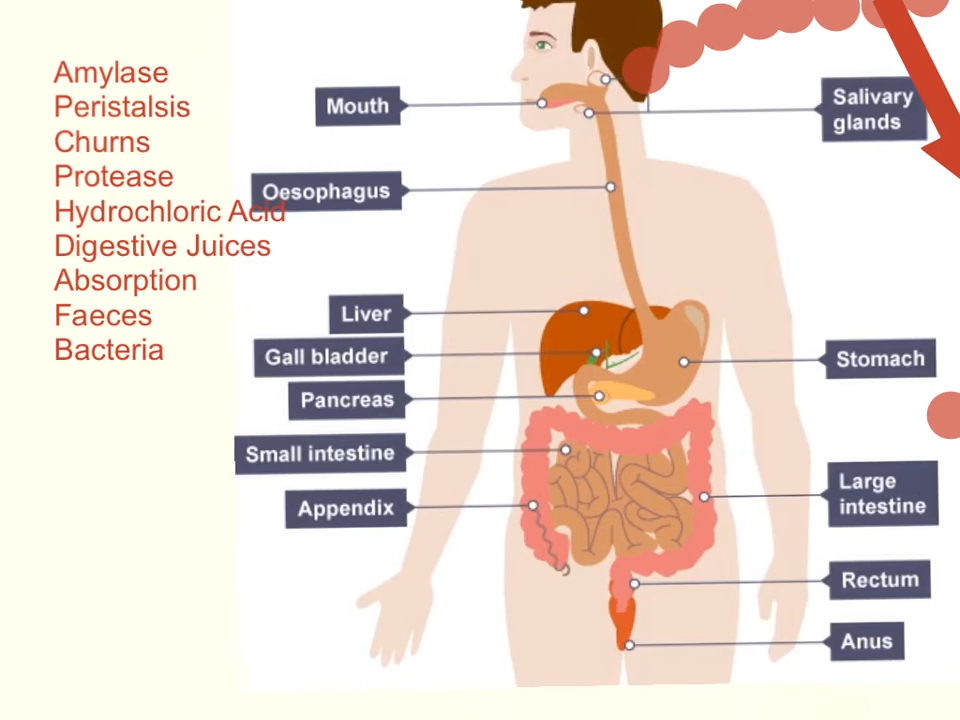 Amylase
Peristalsis
Churns
Protease
Hydrochloric Acid
Digestive Juices
Absorption
Faeces
Bacteria
Mouth
Oesophagus
Liver
Gall bladder
Pancreas
Small intestine
Appendix
Salivary
glands
Stomach
Large
intestine
Rectum
Anus